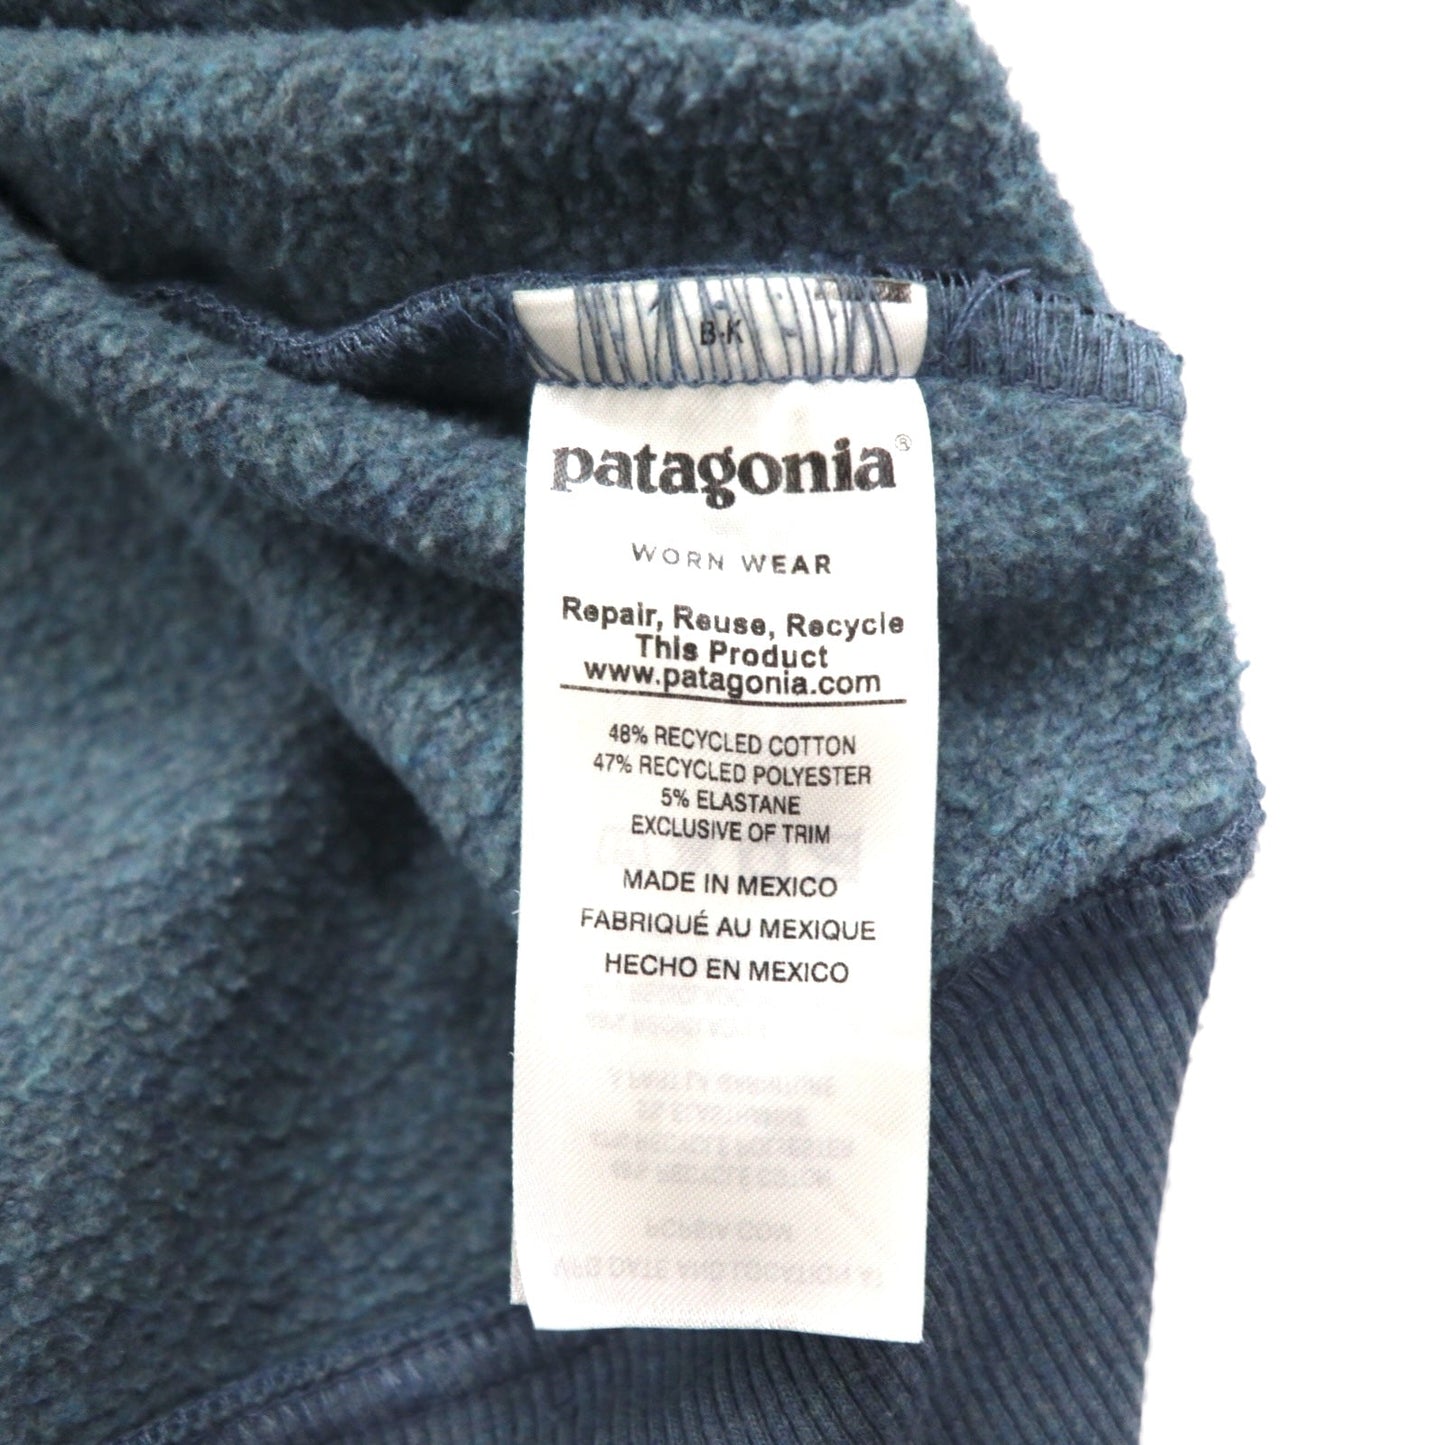 B-K
patagonia®
WORN WEAR
Repair, Reuse, Recycle
This Product
www.patagonia.com
48% RECYCLED COTTON
47% RECYCLED POLYESTER
5% ELASTANE
EXCLUSIVE OF TRIM
MADE IN MEXICO
FABRIQUÉ AU MEXIQUE
HECHO EN MEXICO